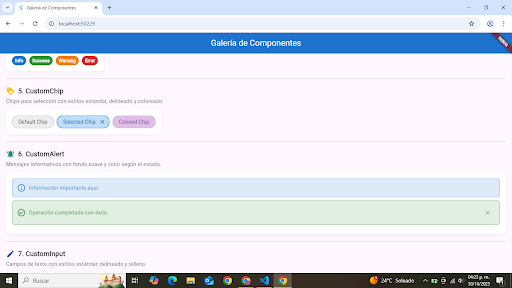 Galería de Componentes
localhost:50229
Galería de Componentes
DEBUG
Info Success Warning Error
5. CustomChip
Chips para selección con estilos estándar, delineado y coloreado.
Default Chip Selected Chip Colored Chip
6. CustomAlert
Mensajes informativos con fondo suave y color según el estado.
Información importante aquí.
Operación completada con éxito.
7. CustomInput
Campos de texto con estilos estándar, delineado y relleno.
Buscar
24°C Soleado
04:23 p. m.
30/10/2025